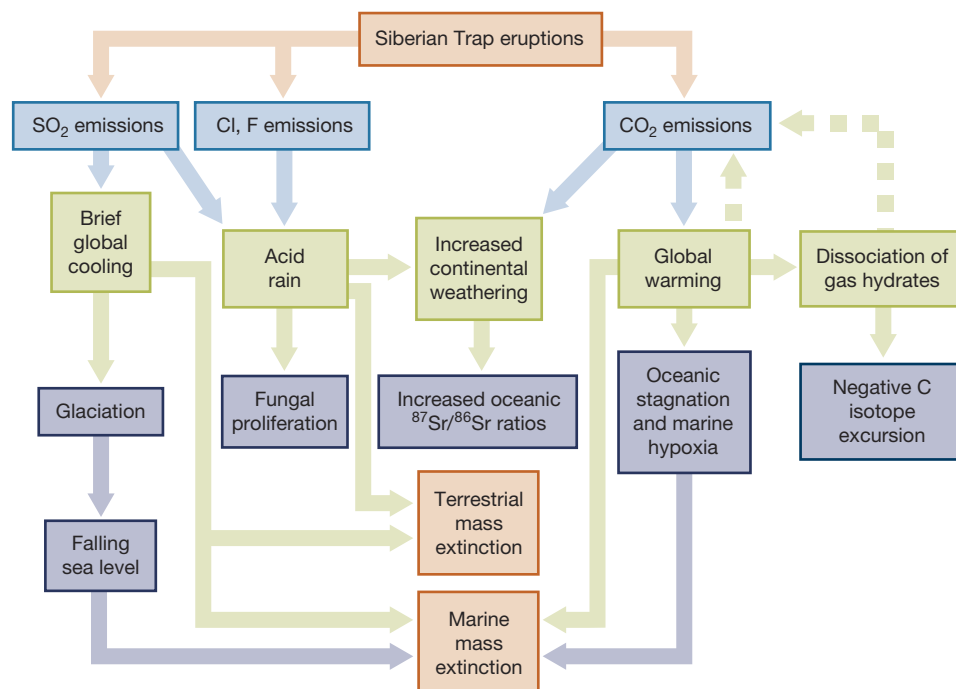 Siberian Trap eruptions
SO₂ emissions
Cl, F emissions
CO₂ emissions
Brief
global
cooling
Acid
rain
Increased
continental
weathering
Global
warming
Dissociation of
gas hydrates
Glaciation
Fungal
proliferation
Increased oceanic
⁸⁷Sr/⁸⁶Sr ratios
Oceanic
stagnation
and marine
hypoxia
Negative C
isotope
excursion
Terrestrial
mass
extinction
Falling
sea level
Marine
mass
extinction